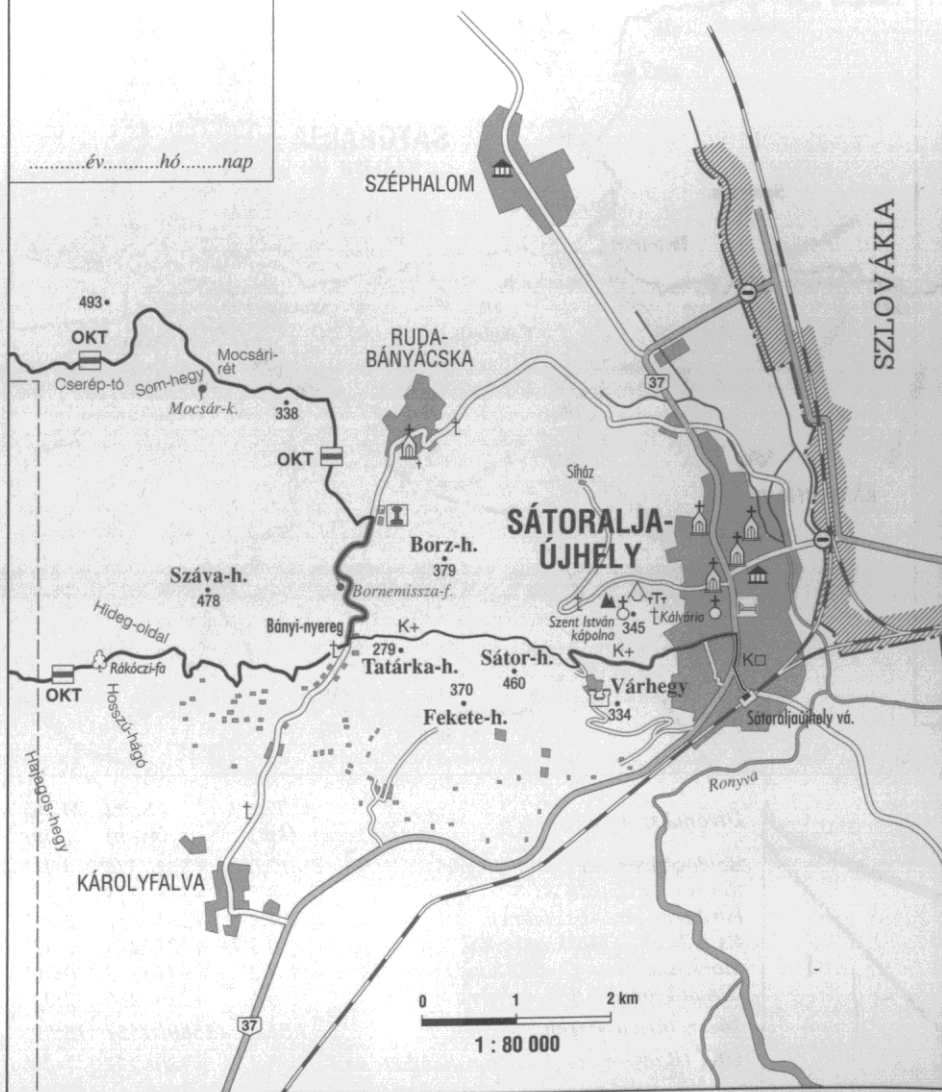 ............év..........hó........nap
SZÉPHALOM
SZLOVÁKIA
493
OKT
Cserép-tó
Som-hegy
Mocsári-
rét
Mocsár-k.
338
OKT
RUDA-
BÁNYÁCSKA
37
Síház
SÁTORALJA-
ÚJHELY
Borz-h.
379
Száva-h.
478
Bornemissza-f.
Szent István
kápolna
345
Kálvária
Hideg-oldal
Bányi-nyereg
K+
K+
K□
279
Tatárka-h.
Sátor-h.
460
Várhegy
334
Rákóczi-fa
OKT
Hosszú-hágó
370
Fekete-h.
Sátoraljaújhely vá.
Ronyva
Hajagos-hegy
KÁROLYFALVA
37
0 1 2 km
1 : 80 000